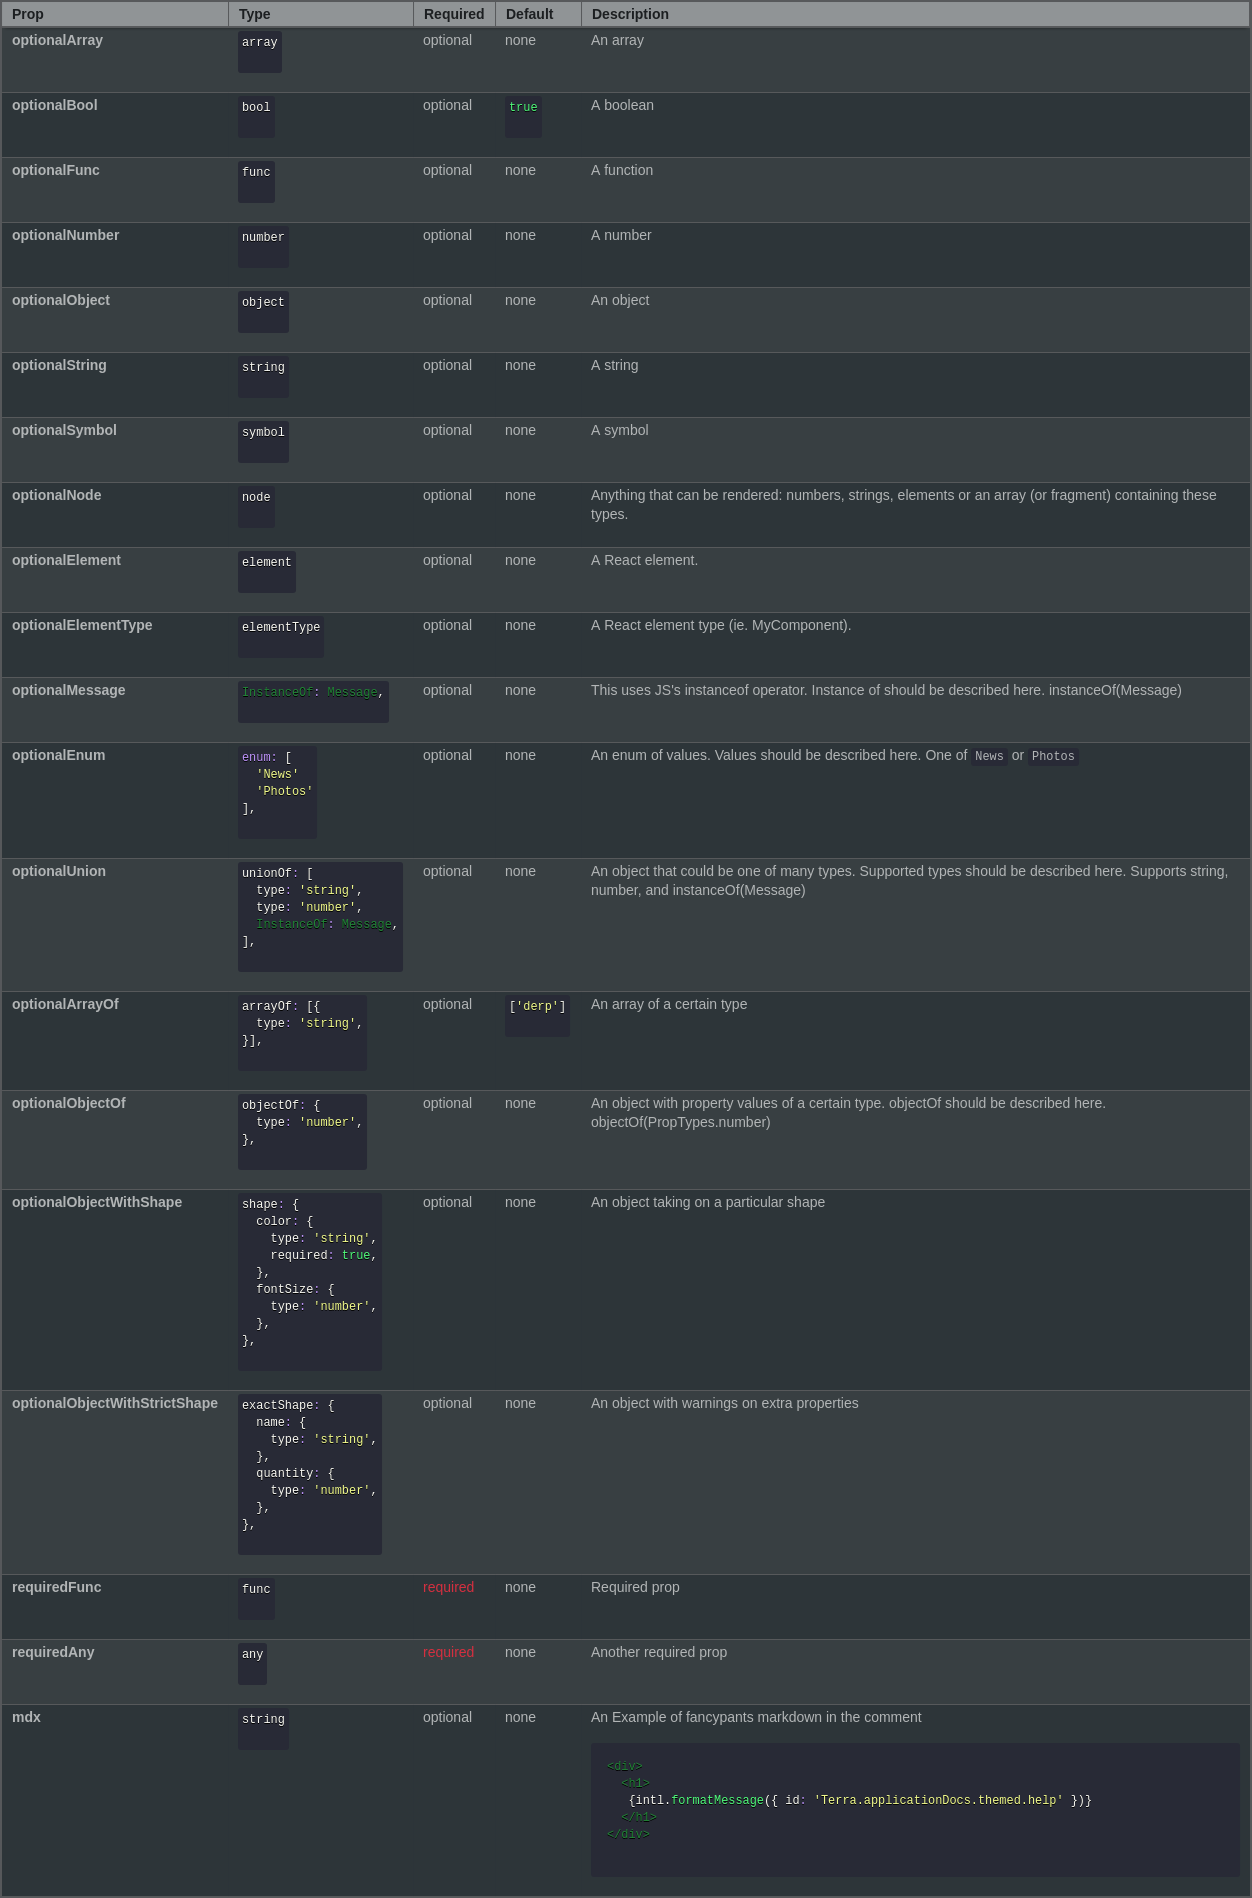 Prop Type Required Default Description
optionalArray array optional none An array
optionalBool bool optional true A boolean
optionalFunc func optional none A function
optionalNumber number optional none A number
optionalObject object optional none An object
optionalString string optional none A string
optionalSymbol symbol optional none A symbol
optionalNode node optional none Anything that can be rendered: numbers, strings, elements or an array (or fragment) containing these
types.
optionalElement element optional none A React element.
optionalElementType elementType optional none A React element type (ie. MyComponent).
optionalMessage InstanceOf: Message, optional none This uses JS's instanceof operator. Instance of should be described here. instanceOf(Message)
optionalEnum enum: [ optional none An enum of values. Values should be described here. One of News or Photos
'News'
'Photos'
],
optionalUnion unionOf: [ optional none An object that could be one of many types. Supported types should be described here. Supports string,
type: 'string', number, and instanceOf(Message)
type: 'number',
InstanceOf: Message,
],
optionalArrayOf arrayOf: [{ optional ['derp'] An array of a certain type
type: 'string',
}],
optionalObjectOf objectOf: { optional none An object with property values of a certain type. objectOf should be described here.
type: 'number', objectOf(PropTypes.number)
},
optionalObjectWithShape shape: { optional none An object taking on a particular shape
color: {
type: 'string',
required: true,
},
fontSize: {
type: 'number',
},
},
optionalObjectWithStrictShape exactShape: { optional none An object with warnings on extra properties
name: {
type: 'string',
},
quantity: {
type: 'number',
},
},
requiredFunc func required none Required prop
requiredAny any required none Another required prop
mdx string optional none An Example of fancypants markdown in the comment
<div>
<h1>
{intl.formatMessage({ id: 'Terra.applicationDocs.themed.help' })}
</h1>
</div>